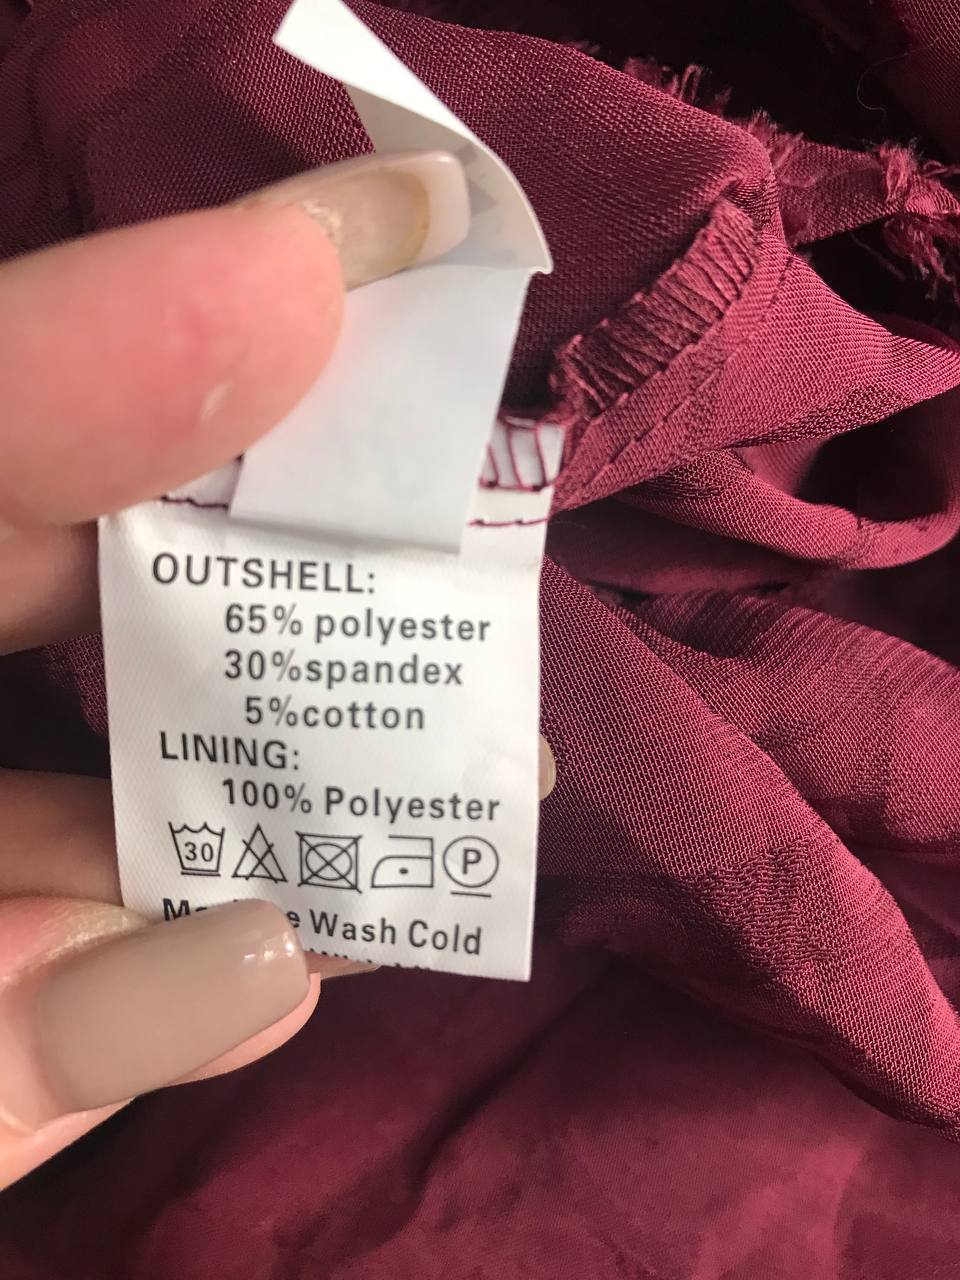 OUTSHELL:
65% polyester
30%spandex
5%cotton
LINING:
100% Polyester
30 P
Wash Cold